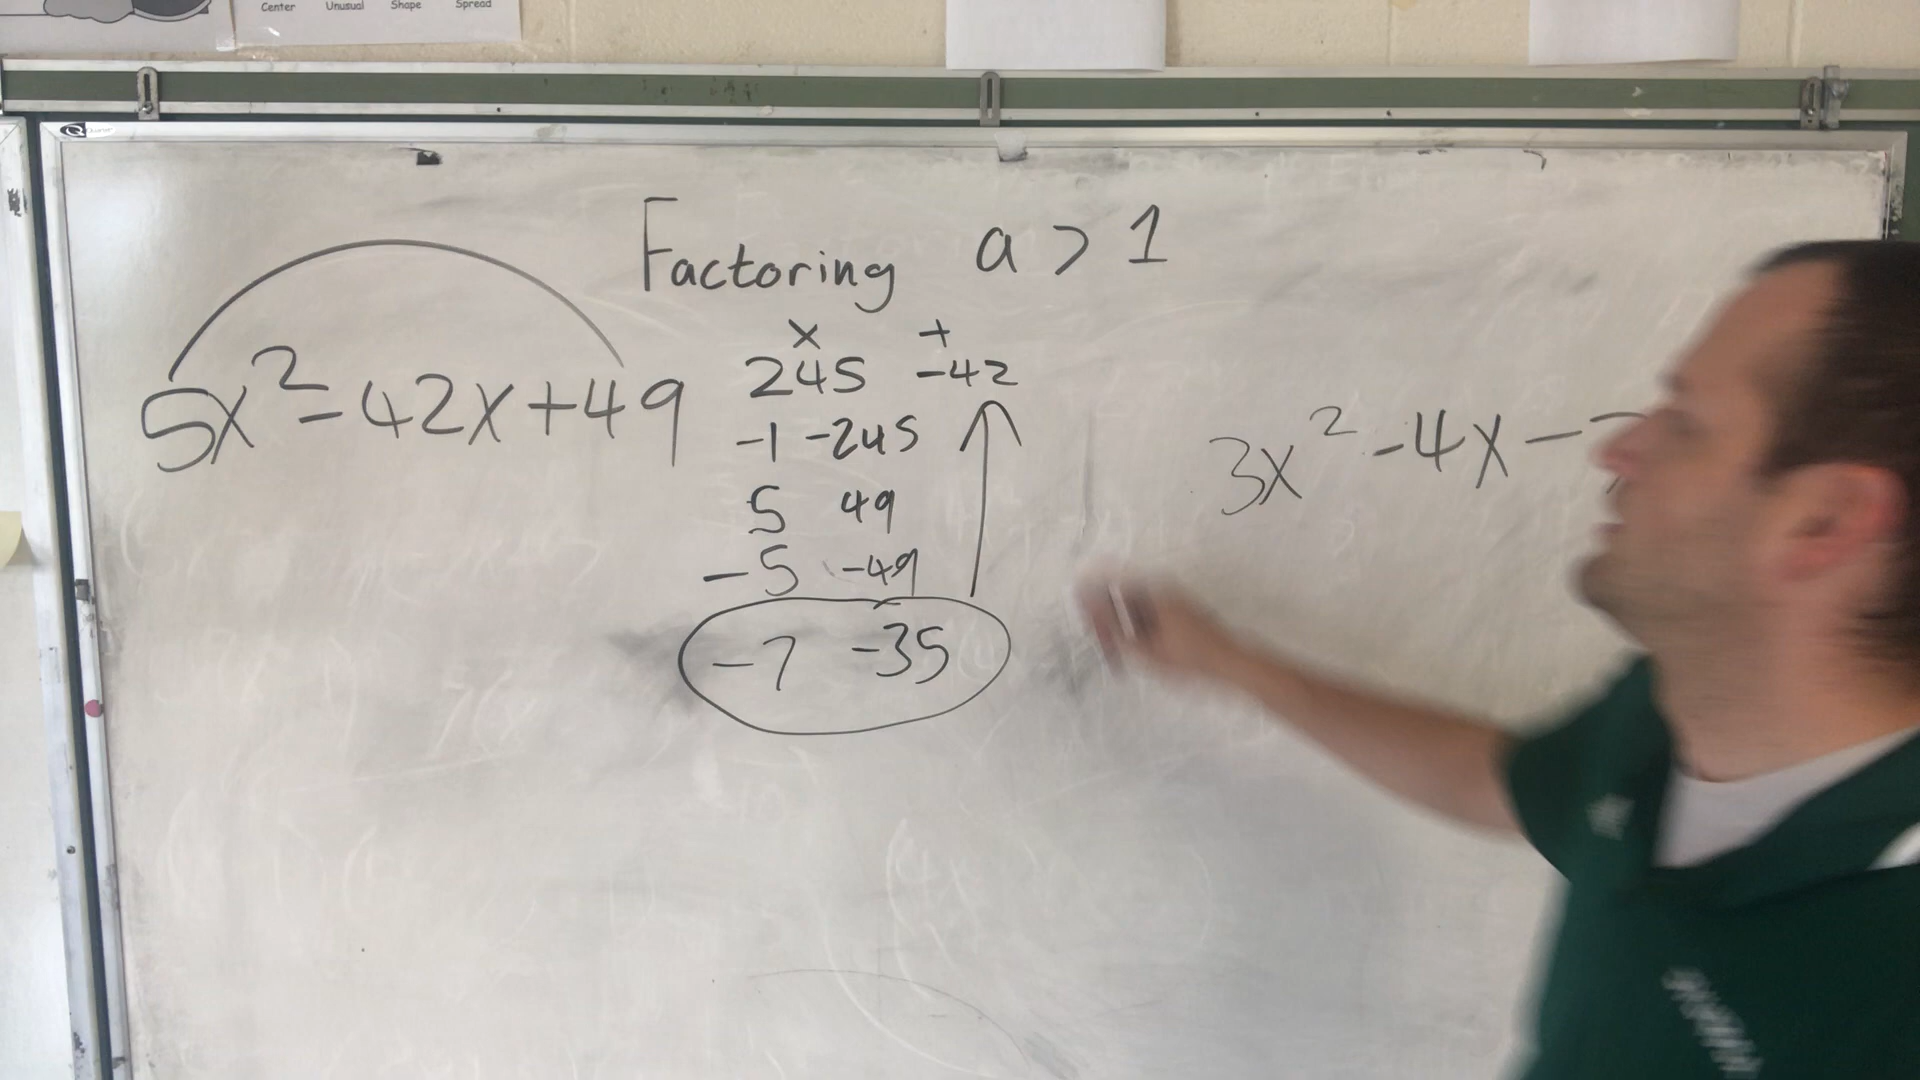 Center Unusual Shape Spread
Factoring a > 1
5x² - 42x + 49
x +
245 -42
-1 -245
5 49
-5 -49
-7 -35
3x² - 4x -